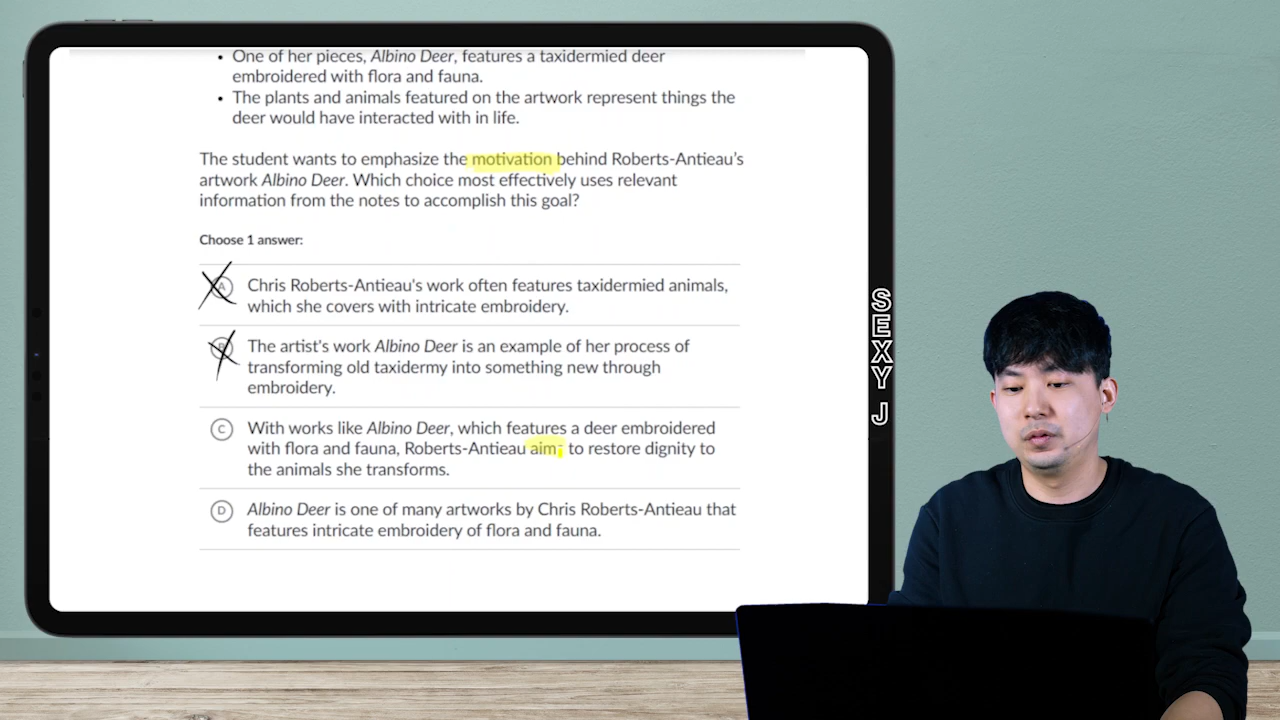 • One of her pieces, Albino Deer, features a taxidermied deer
embroidered with flora and fauna.
• The plants and animals featured on the artwork represent things the
deer would have interacted with in life.
The student wants to emphasize the motivation behind Roberts-Antieau's
artwork Albino Deer. Which choice most effectively uses relevant
information from the notes to accomplish this goal?
Choose 1 answer:
A Chris Roberts-Antieau's work often features taxidermied animals,
which she covers with intricate embroidery.
B The artist's work Albino Deer is an example of her process of
transforming old taxidermy into something new through
embroidery.
C With works like Albino Deer, which features a deer embroidered
with flora and fauna, Roberts-Antieau aims to restore dignity to
the animals she transforms.
D Albino Deer is one of many artworks by Chris Roberts-Antieau that
features intricate embroidery of flora and fauna.
SEXY J